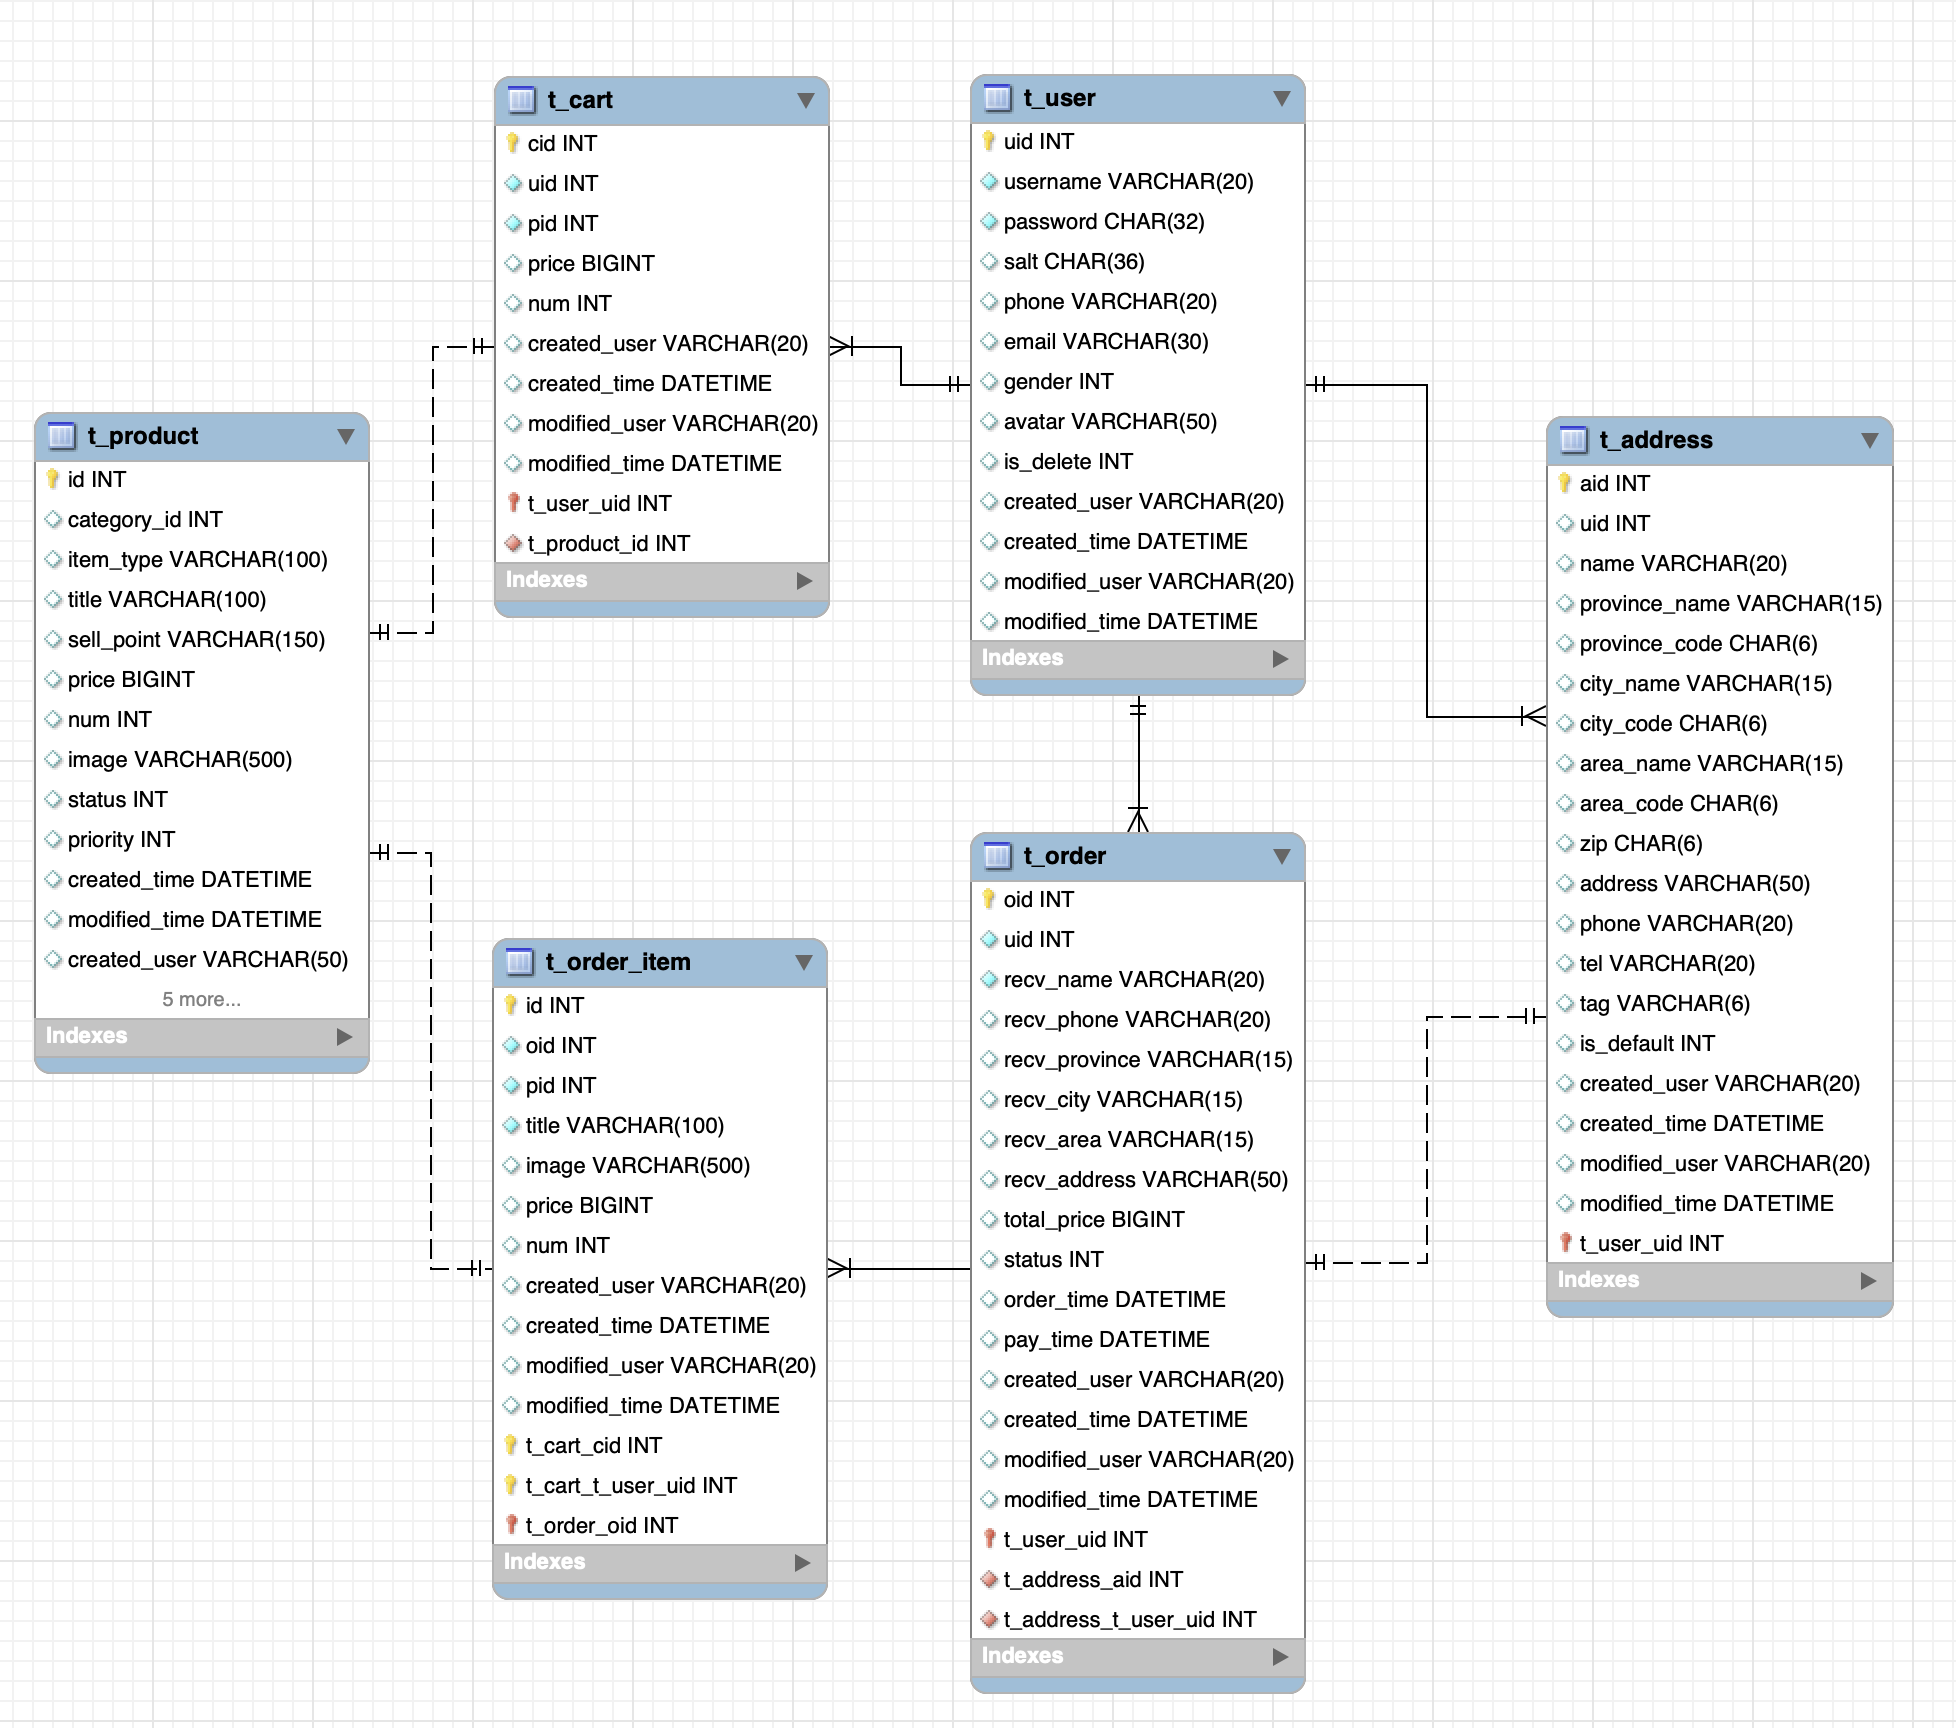 t_cart
cid INT
uid INT
pid INT
price BIGINT
num INT
created_user VARCHAR(20)
created_time DATETIME
modified_user VARCHAR(20)
modified_time DATETIME
t_user_uid INT
t_product_id INT
Indexes
t_user
uid INT
username VARCHAR(20)
password CHAR(32)
salt CHAR(36)
phone VARCHAR(20)
email VARCHAR(30)
gender INT
avatar VARCHAR(50)
is_delete INT
created_user VARCHAR(20)
created_time DATETIME
modified_user VARCHAR(20)
modified_time DATETIME
Indexes
t_product
id INT
category_id INT
item_type VARCHAR(100)
title VARCHAR(100)
sell_point VARCHAR(150)
price BIGINT
num INT
image VARCHAR(500)
status INT
priority INT
created_time DATETIME
modified_time DATETIME
created_user VARCHAR(50)
5 more...
Indexes
t_address
aid INT
uid INT
name VARCHAR(20)
province_name VARCHAR(15)
province_code CHAR(6)
city_name VARCHAR(15)
city_code CHAR(6)
area_name VARCHAR(15)
area_code CHAR(6)
zip CHAR(6)
address VARCHAR(50)
phone VARCHAR(20)
tel VARCHAR(20)
tag VARCHAR(6)
is_default INT
created_user VARCHAR(20)
created_time DATETIME
modified_user VARCHAR(20)
modified_time DATETIME
t_user_uid INT
Indexes
t_order_item
id INT
oid INT
pid INT
title VARCHAR(100)
image VARCHAR(500)
price BIGINT
num INT
created_user VARCHAR(20)
created_time DATETIME
modified_user VARCHAR(20)
modified_time DATETIME
t_cart_cid INT
t_cart_t_user_uid INT
t_order_oid INT
Indexes
t_order
oid INT
uid INT
recv_name VARCHAR(20)
recv_phone VARCHAR(20)
recv_province VARCHAR(15)
recv_city VARCHAR(15)
recv_area VARCHAR(15)
recv_address VARCHAR(50)
total_price BIGINT
status INT
order_time DATETIME
pay_time DATETIME
created_user VARCHAR(20)
created_time DATETIME
modified_user VARCHAR(20)
modified_time DATETIME
t_user_uid INT
t_address_aid INT
t_address_t_user_uid INT
Indexes